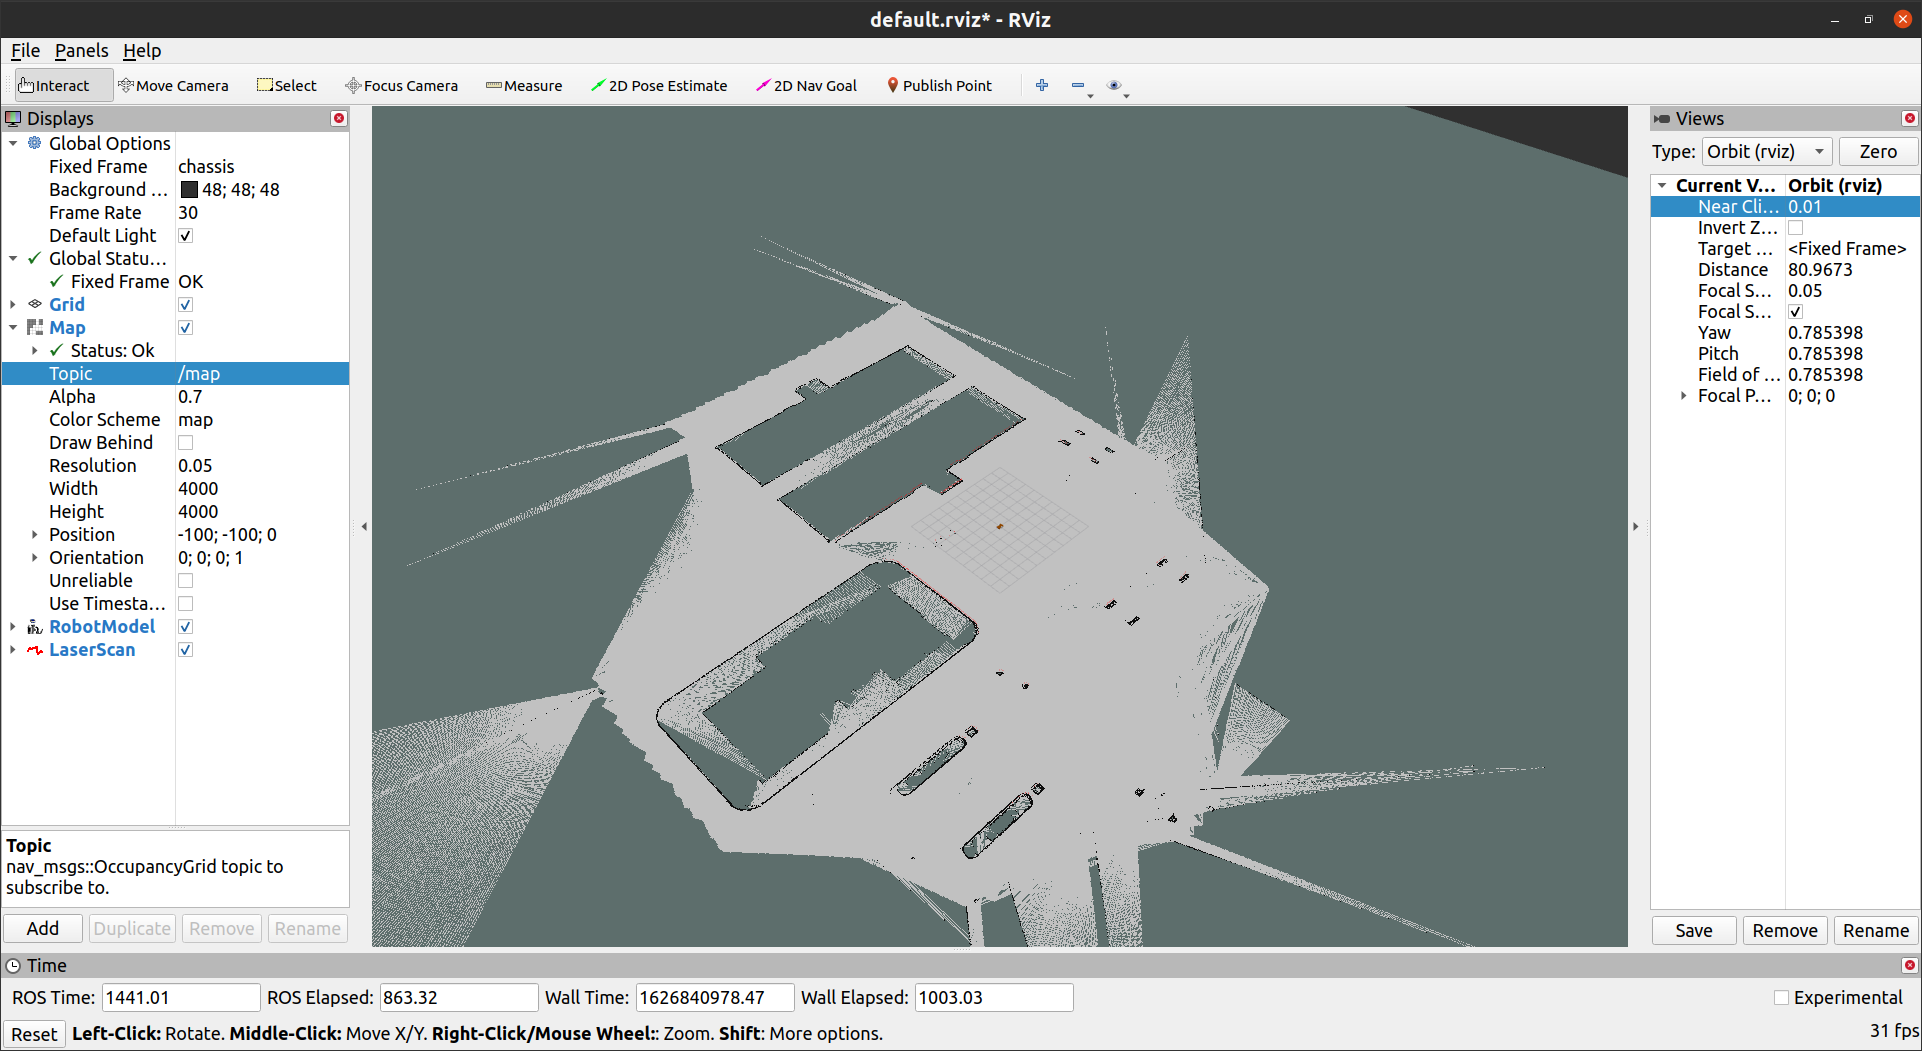 default.rviz* - RViz
File Panels Help
Interact Move Camera Select Focus Camera Measure 2D Pose Estimate 2D Nav Goal Publish Point
Displays
Global Options
Fixed Frame chassis
Background ... 48; 48; 48
Frame Rate 30
Default Light
Global Statu...
Fixed Frame OK
Grid
Map
Status: Ok
Topic /map
Alpha 0.7
Color Scheme map
Draw Behind
Resolution 0.05
Width 4000
Height 4000
Position -100; -100; 0
Orientation 0; 0; 0; 1
Unreliable
Use Timesta...
RobotModel
LaserScan
Topic
nav_msgs::OccupancyGrid topic to
subscribe to.
Add Duplicate Remove Rename
Views
Type: Orbit (rviz) Zero
Current V... Orbit (rviz)
Near Cli... 0.01
Invert Z...
Target ... <Fixed Frame>
Distance 80.9673
Focal S... 0.05
Focal S...
Yaw 0.785398
Pitch 0.785398
Field of ... 0.785398
Focal P... 0; 0; 0
Save Remove Rename
Time
ROS Time: 1441.01 ROS Elapsed: 863.32 Wall Time: 1626840978.47 Wall Elapsed: 1003.03 Experimental
Reset Left-Click: Rotate. Middle-Click: Move X/Y. Right-Click/Mouse Wheel:: Zoom. Shift: More options. 31 fps